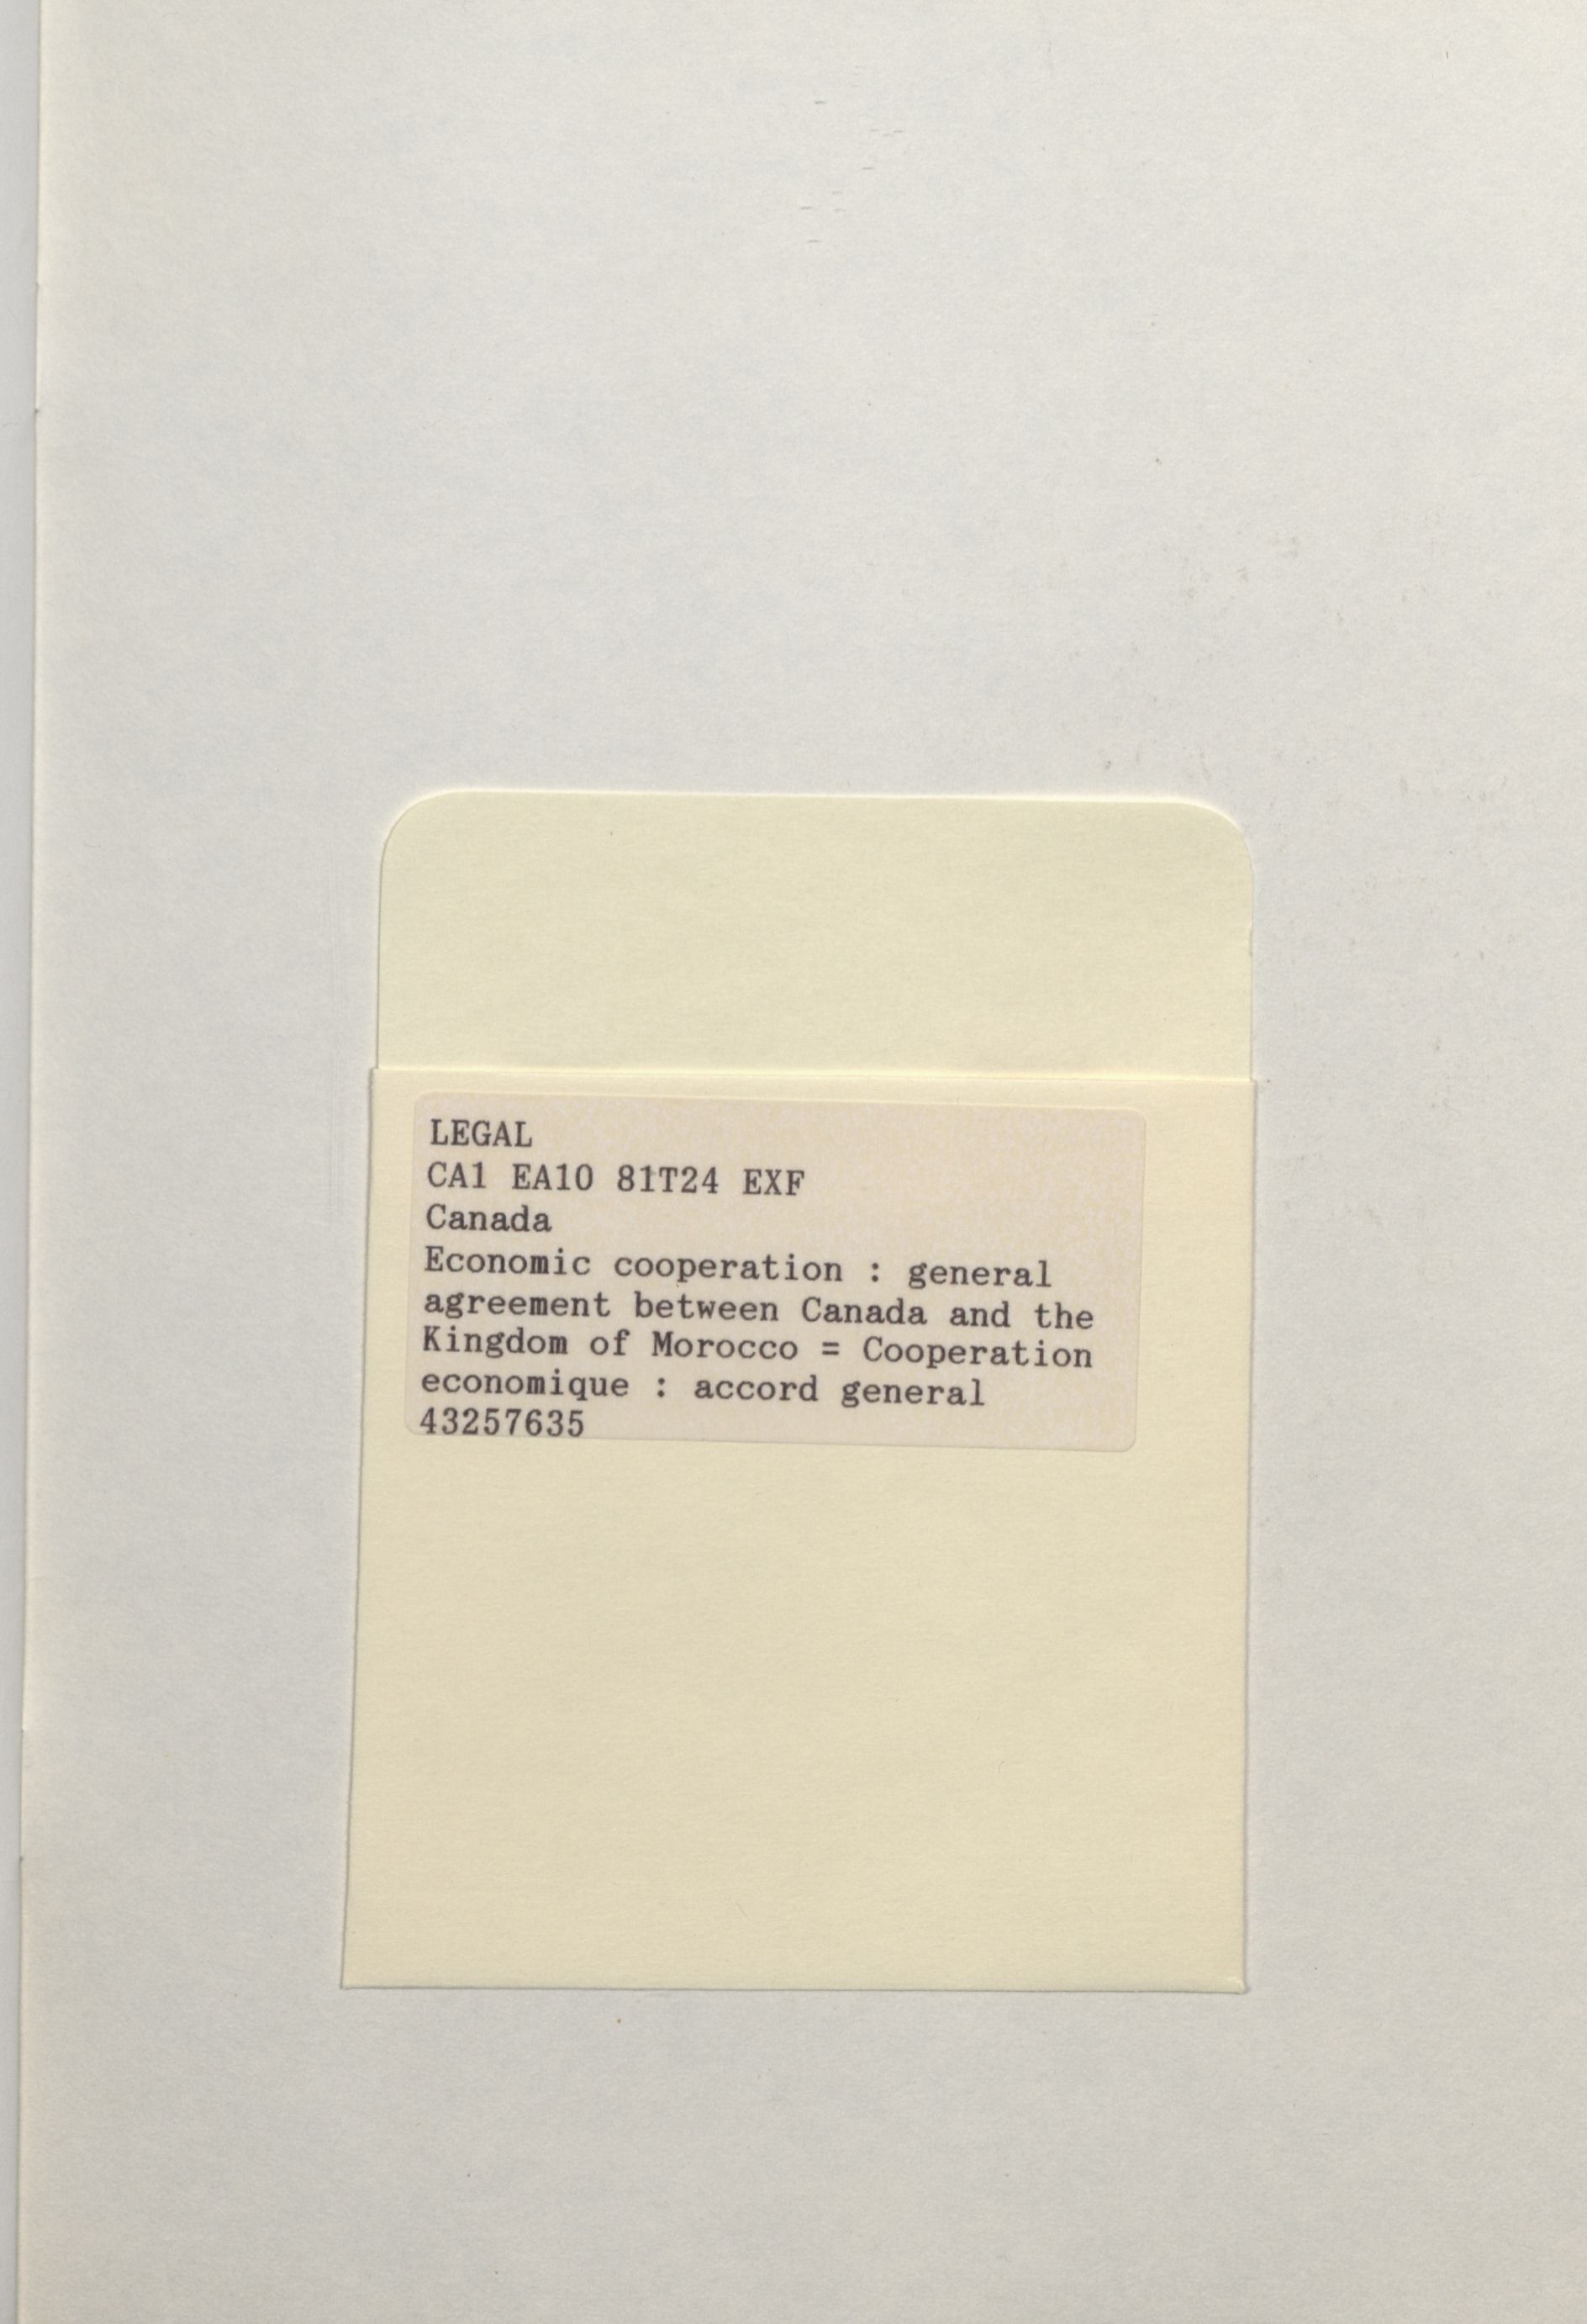 LEGAL
CA1 EA10 81T24 EXF
Canada
Economic cooperation : general
agreement between Canada and the
Kingdom of Morocco = Cooperation
economique : accord general
43257635